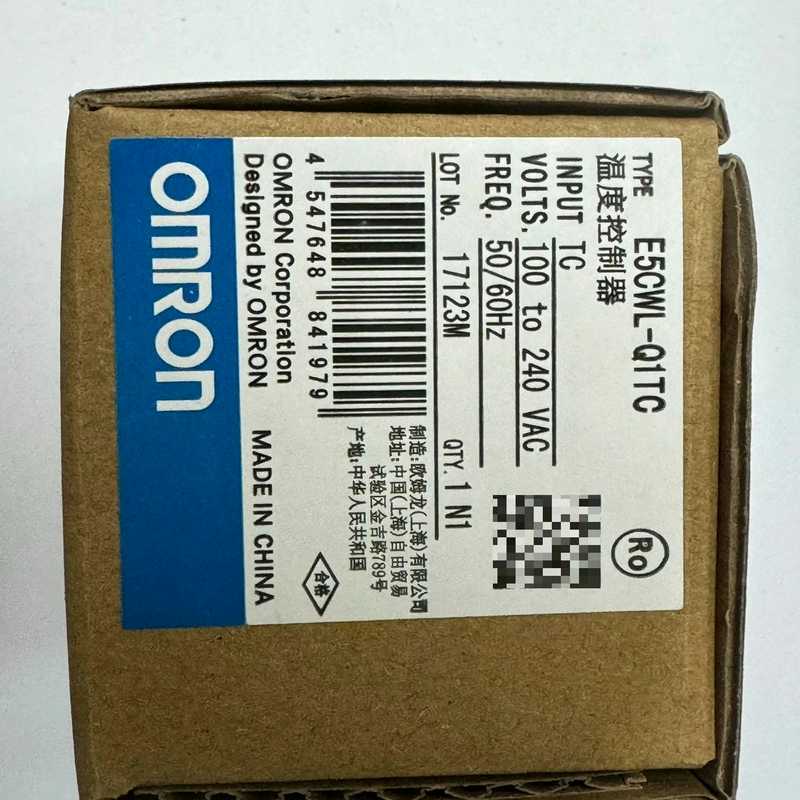 TYPE E5CWL-Q1TC
温度控制器
Ro
INPUT TC
VOLTS. 100 to 240 VAC
FREQ. 50/60Hz
LOT No. 17123M QTY. 1 N1
4 547648 841979
制造:欧姆龙(上海)有限公司
地址:中国(上海)自由贸易
试验区金吉路789号
产地:中华人民共和国
合格
OMRON Corporation
Designed by OMRON MADE IN CHINA
OMRON